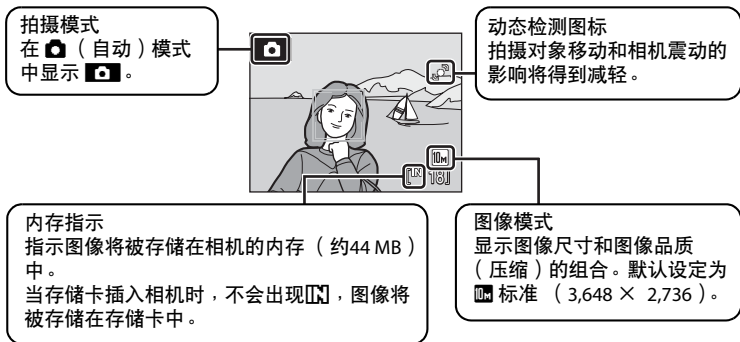 拍摄模式
在 （自动）模式
中显示 。
动态检测图标
拍摄对象移动和相机震动的
影响将得到减轻。
10M
IN 18
内存指示
指示图像将被存储在相机的内存 （约44 MB）
中。
当存储卡插入相机时，不会出现IN，图像将
被存储在存储卡中。
图像模式
显示图像尺寸和图像品质
（压缩）的组合。默认设定为
10M 标准 （3,648 × 2,736）。